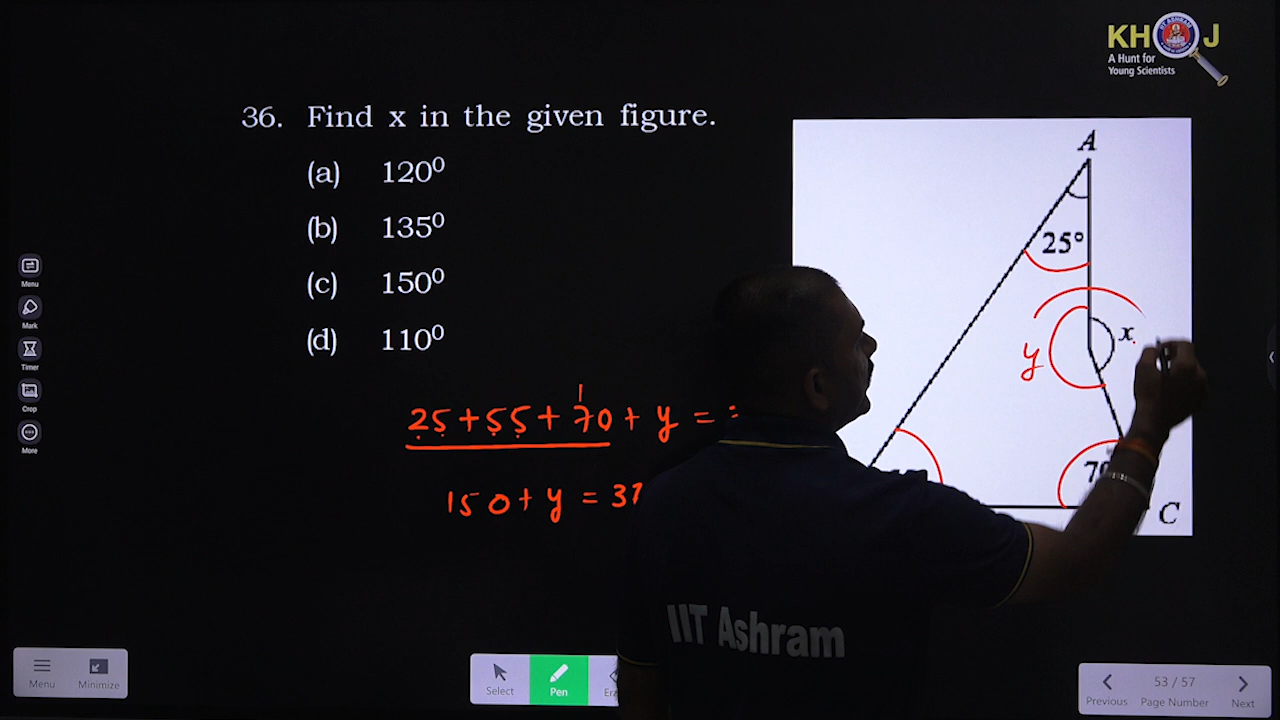 KHOJ
A Hunt for
Young Scientists
36. Find x in the given figure.
(a) 120⁰
(b) 135⁰
(c) 150⁰
(d) 110⁰
A
25°
x
y
C
25 + 55 + 70 + y =
150 + y =
IIT Ashram
Menu
Mark
Timer
Crop
More
Menu
Minimize
Select
Pen
Previous
53 / 57
Page Number
Next